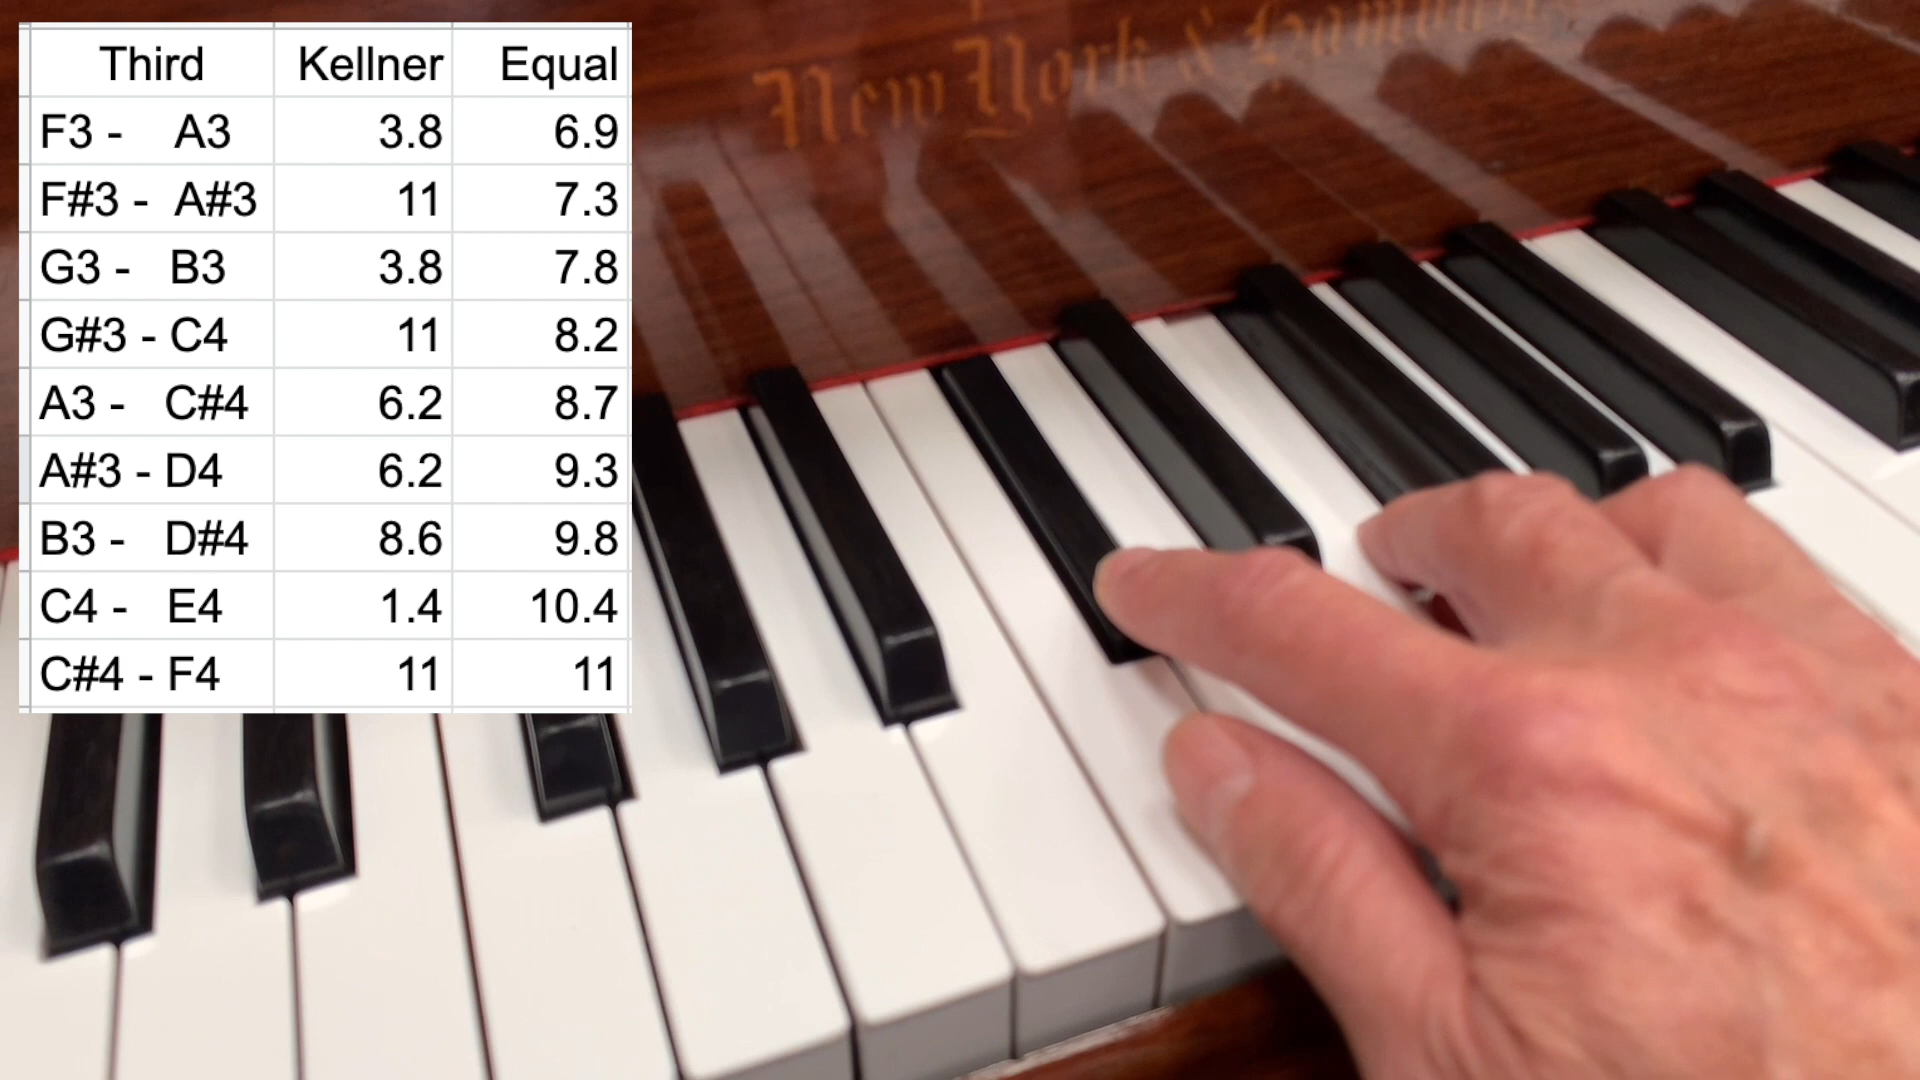 New York & Hamburg
Third Kellner Equal
F3 - A3 3.8 6.9
F#3 - A#3 11 7.3
G3 - B3 3.8 7.8
G#3 - C4 11 8.2
A3 - C#4 6.2 8.7
A#3 - D4 6.2 9.3
B3 - D#4 8.6 9.8
C4 - E4 1.4 10.4
C#4 - F4 11 11